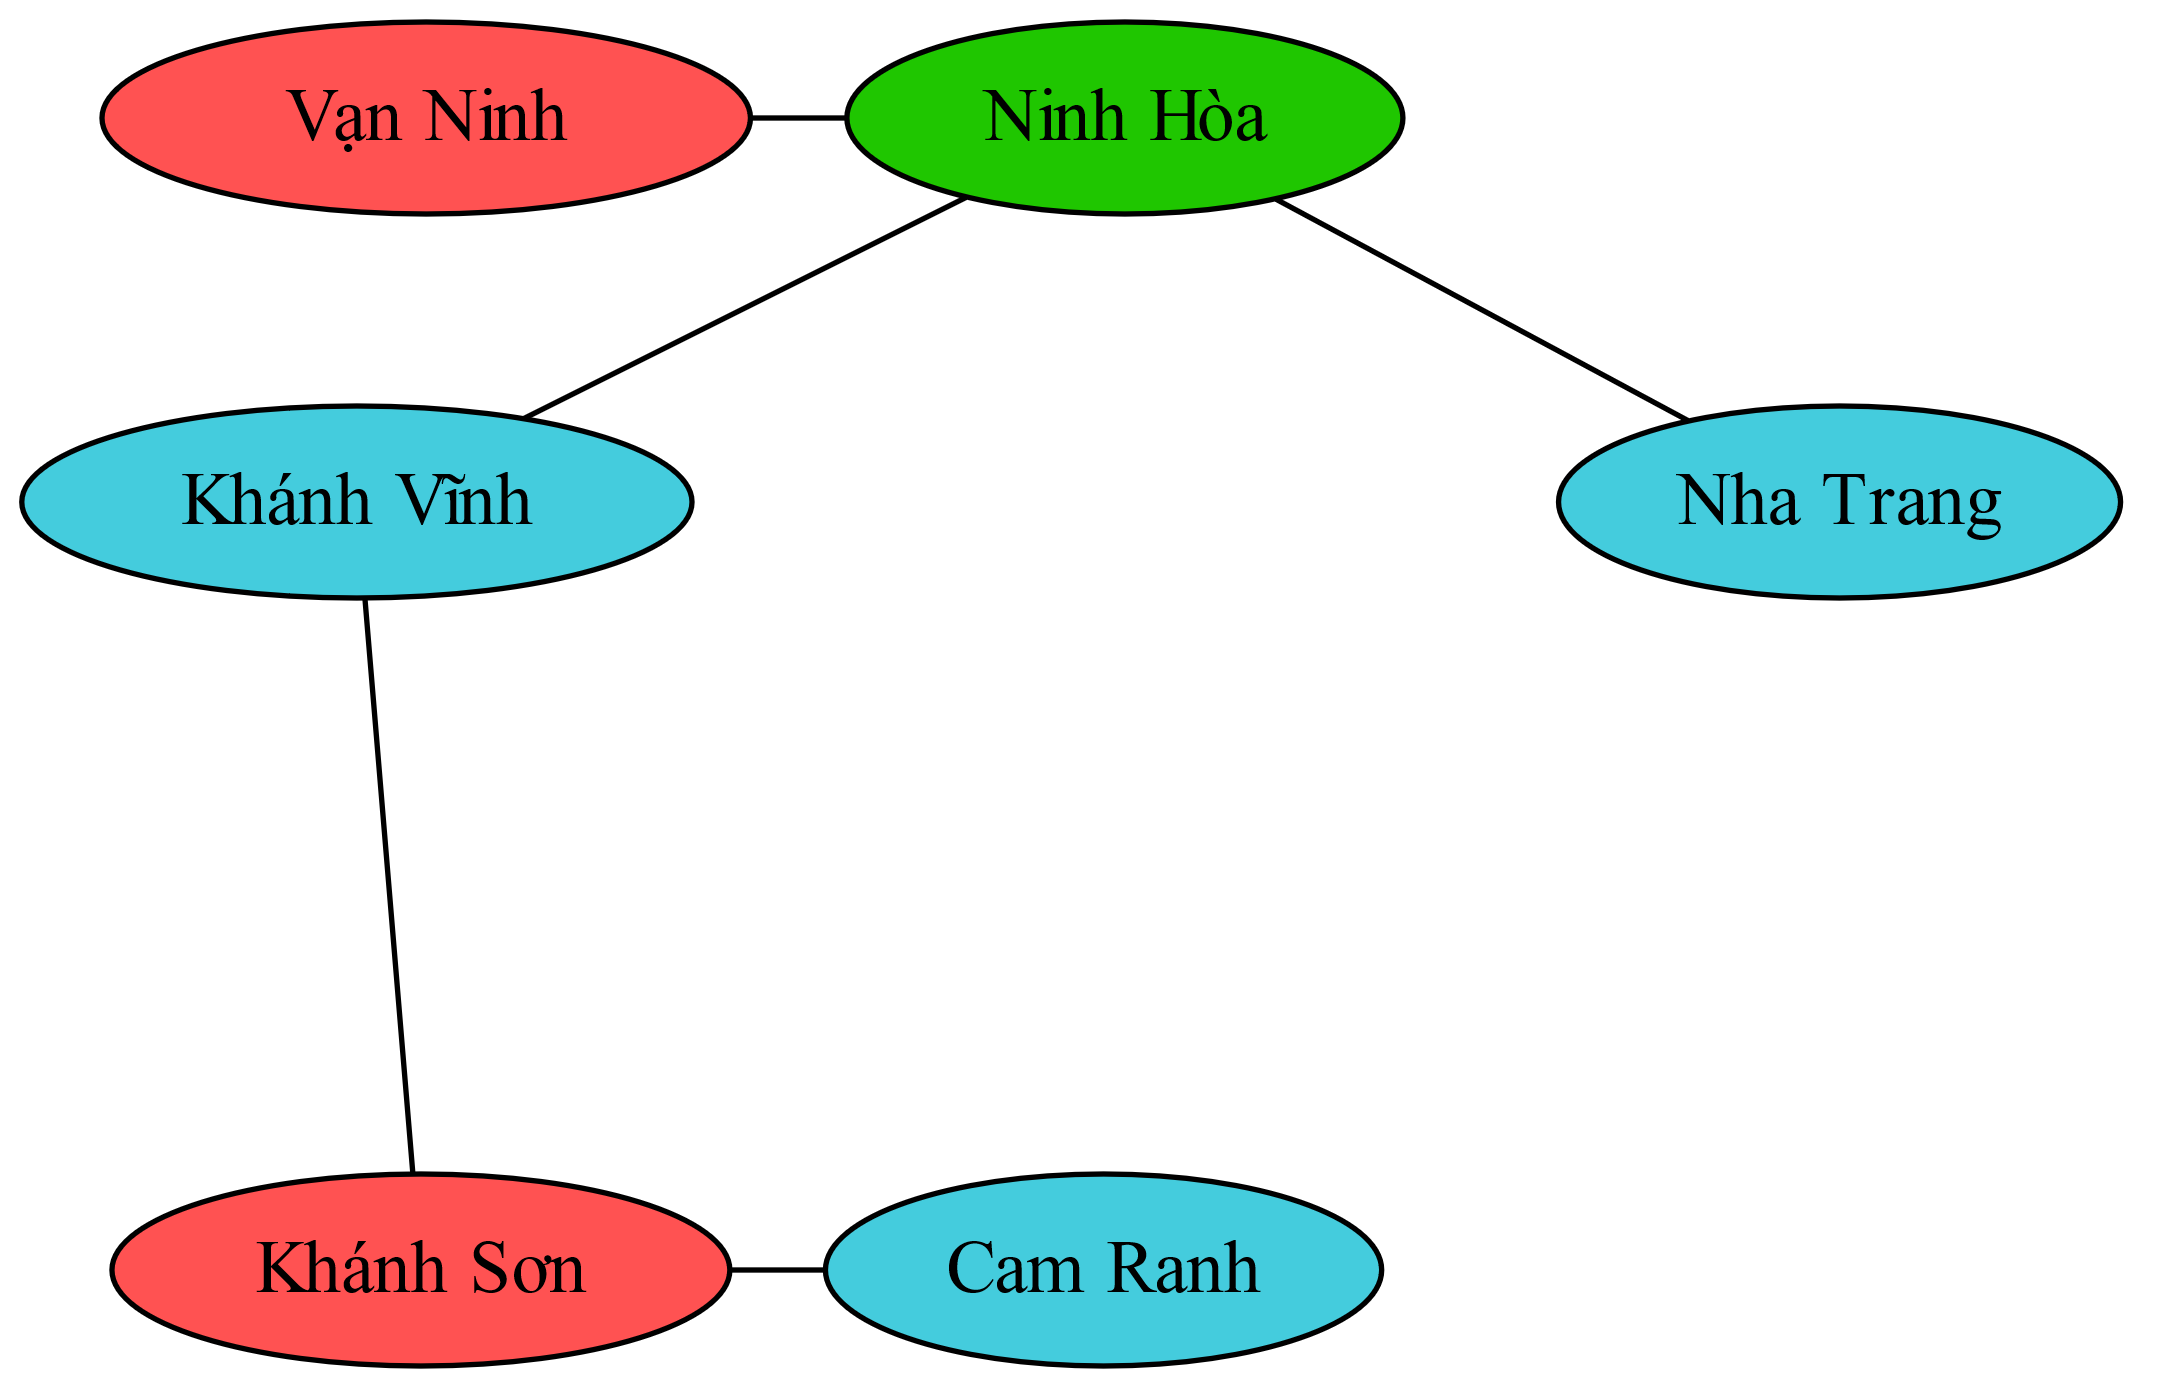 Vạn Ninh
Ninh Hòa
Khánh Vĩnh
Nha Trang
Khánh Sơn
Cam Ranh